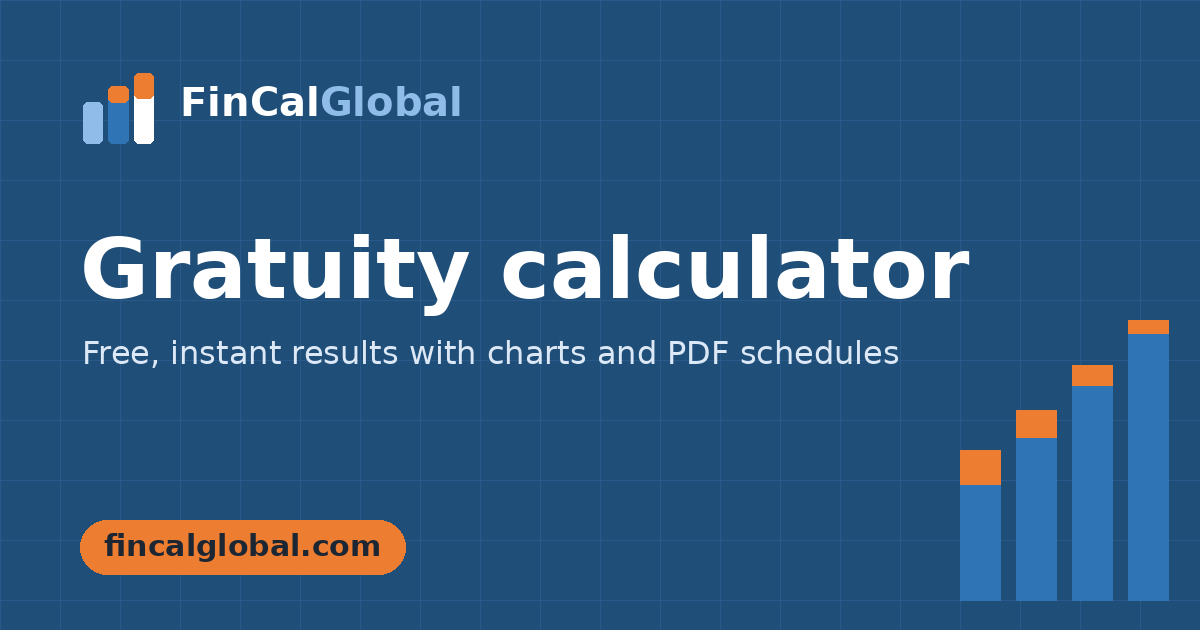 FinCalGlobal
Gratuity calculator
Free, instant results with charts and PDF schedules
fincalglobal.com